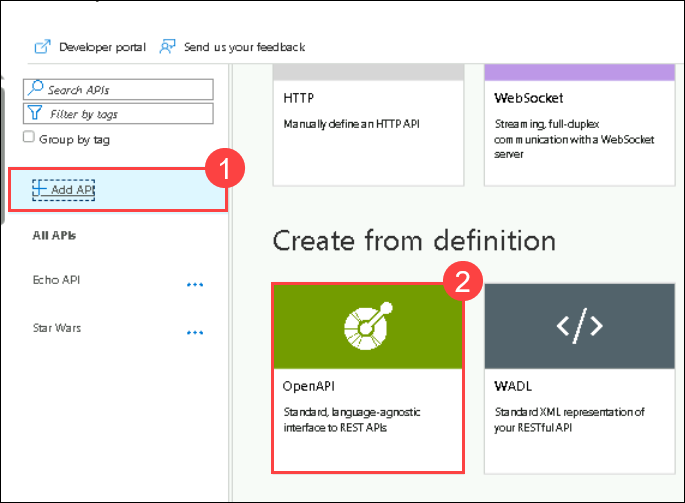 Developer portal
Send us your feedback
Search APIs
Filter by tags
Group by tag
1
Add API
All APIs
Echo API
...
Star Wars
...
HTTP
Manually define an HTTP API
WebSocket
Streaming, full-duplex
communication with a WebSocket
server
Create from definition
2
OpenAPI
Standard, language-agnostic
interface to REST APIs
</>
WADL
Standard XML representation of
your RESTful API